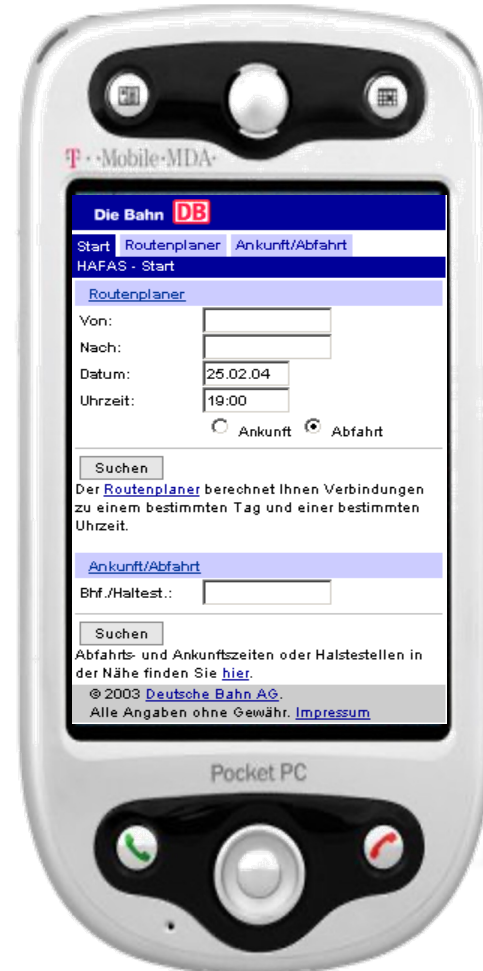 T · ·Mobile·MDA·
Die Bahn DB
Start Routenplaner Ankunft/Abfahrt
HAFAS - Start
Routenplaner
Von:
Nach:
Datum: 25.02.04
Uhrzeit: 19:00
Ankunft Abfahrt
Suchen
Der Routenplaner berechnet Ihnen Verbindungen
zu einem bestimmten Tag und einer bestimmten
Uhrzeit.
Ankunft/Abfahrt
Bhf./Haltest.:
Suchen
Abfahrts- und Ankunftszeiten oder Halstestellen in
der Nähe finden Sie hier.
© 2003 Deutsche Bahn AG.
Alle Angaben ohne Gewähr. Impressum
Pocket PC